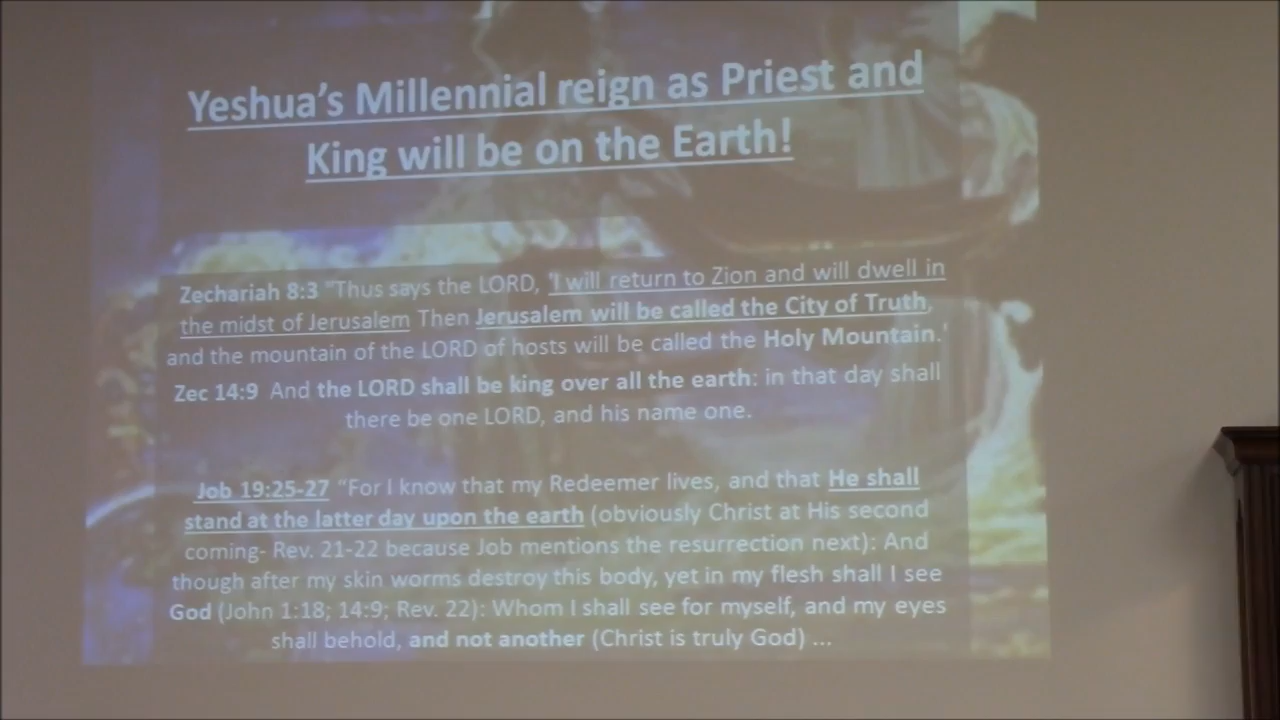 Yeshua's Millennial reign as Priest and
King will be on the Earth!
Zechariah 8:3 "Thus says the LORD, 'I will return to Zion and will dwell in
the midst of Jerusalem Then Jerusalem will be called the City of Truth,
and the mountain of the LORD of hosts will be called the Holy Mountain.'
Zec 14:9 And the LORD shall be king over all the earth: in that day shall
there be one LORD, and his name one.
Job 19:25-27 "For I know that my Redeemer lives, and that He shall
stand at the latter day upon the earth (obviously Christ at His second
coming- Rev. 21-22 because Job mentions the resurrection next): And
though after my skin worms destroy this body, yet in my flesh shall I see
God (John 1:18; 14:9; Rev. 22): Whom I shall see for myself, and my eyes
shall behold, and not another (Christ is truly God) ...